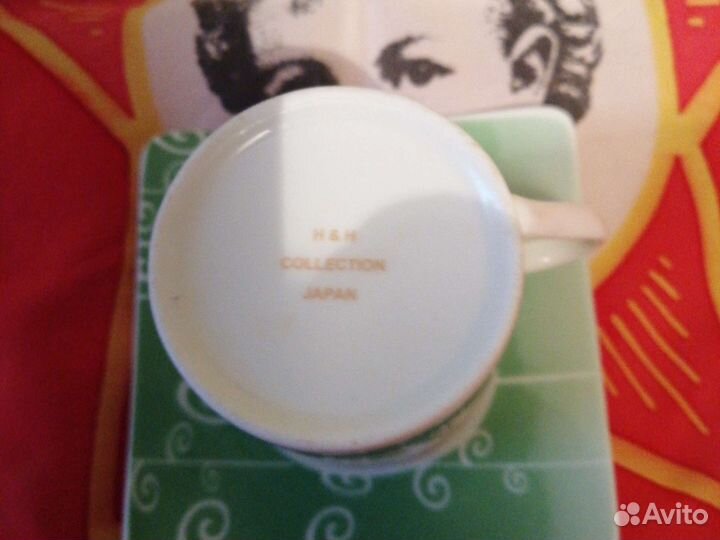 H & H
COLLECTION
JAPAN
Avito